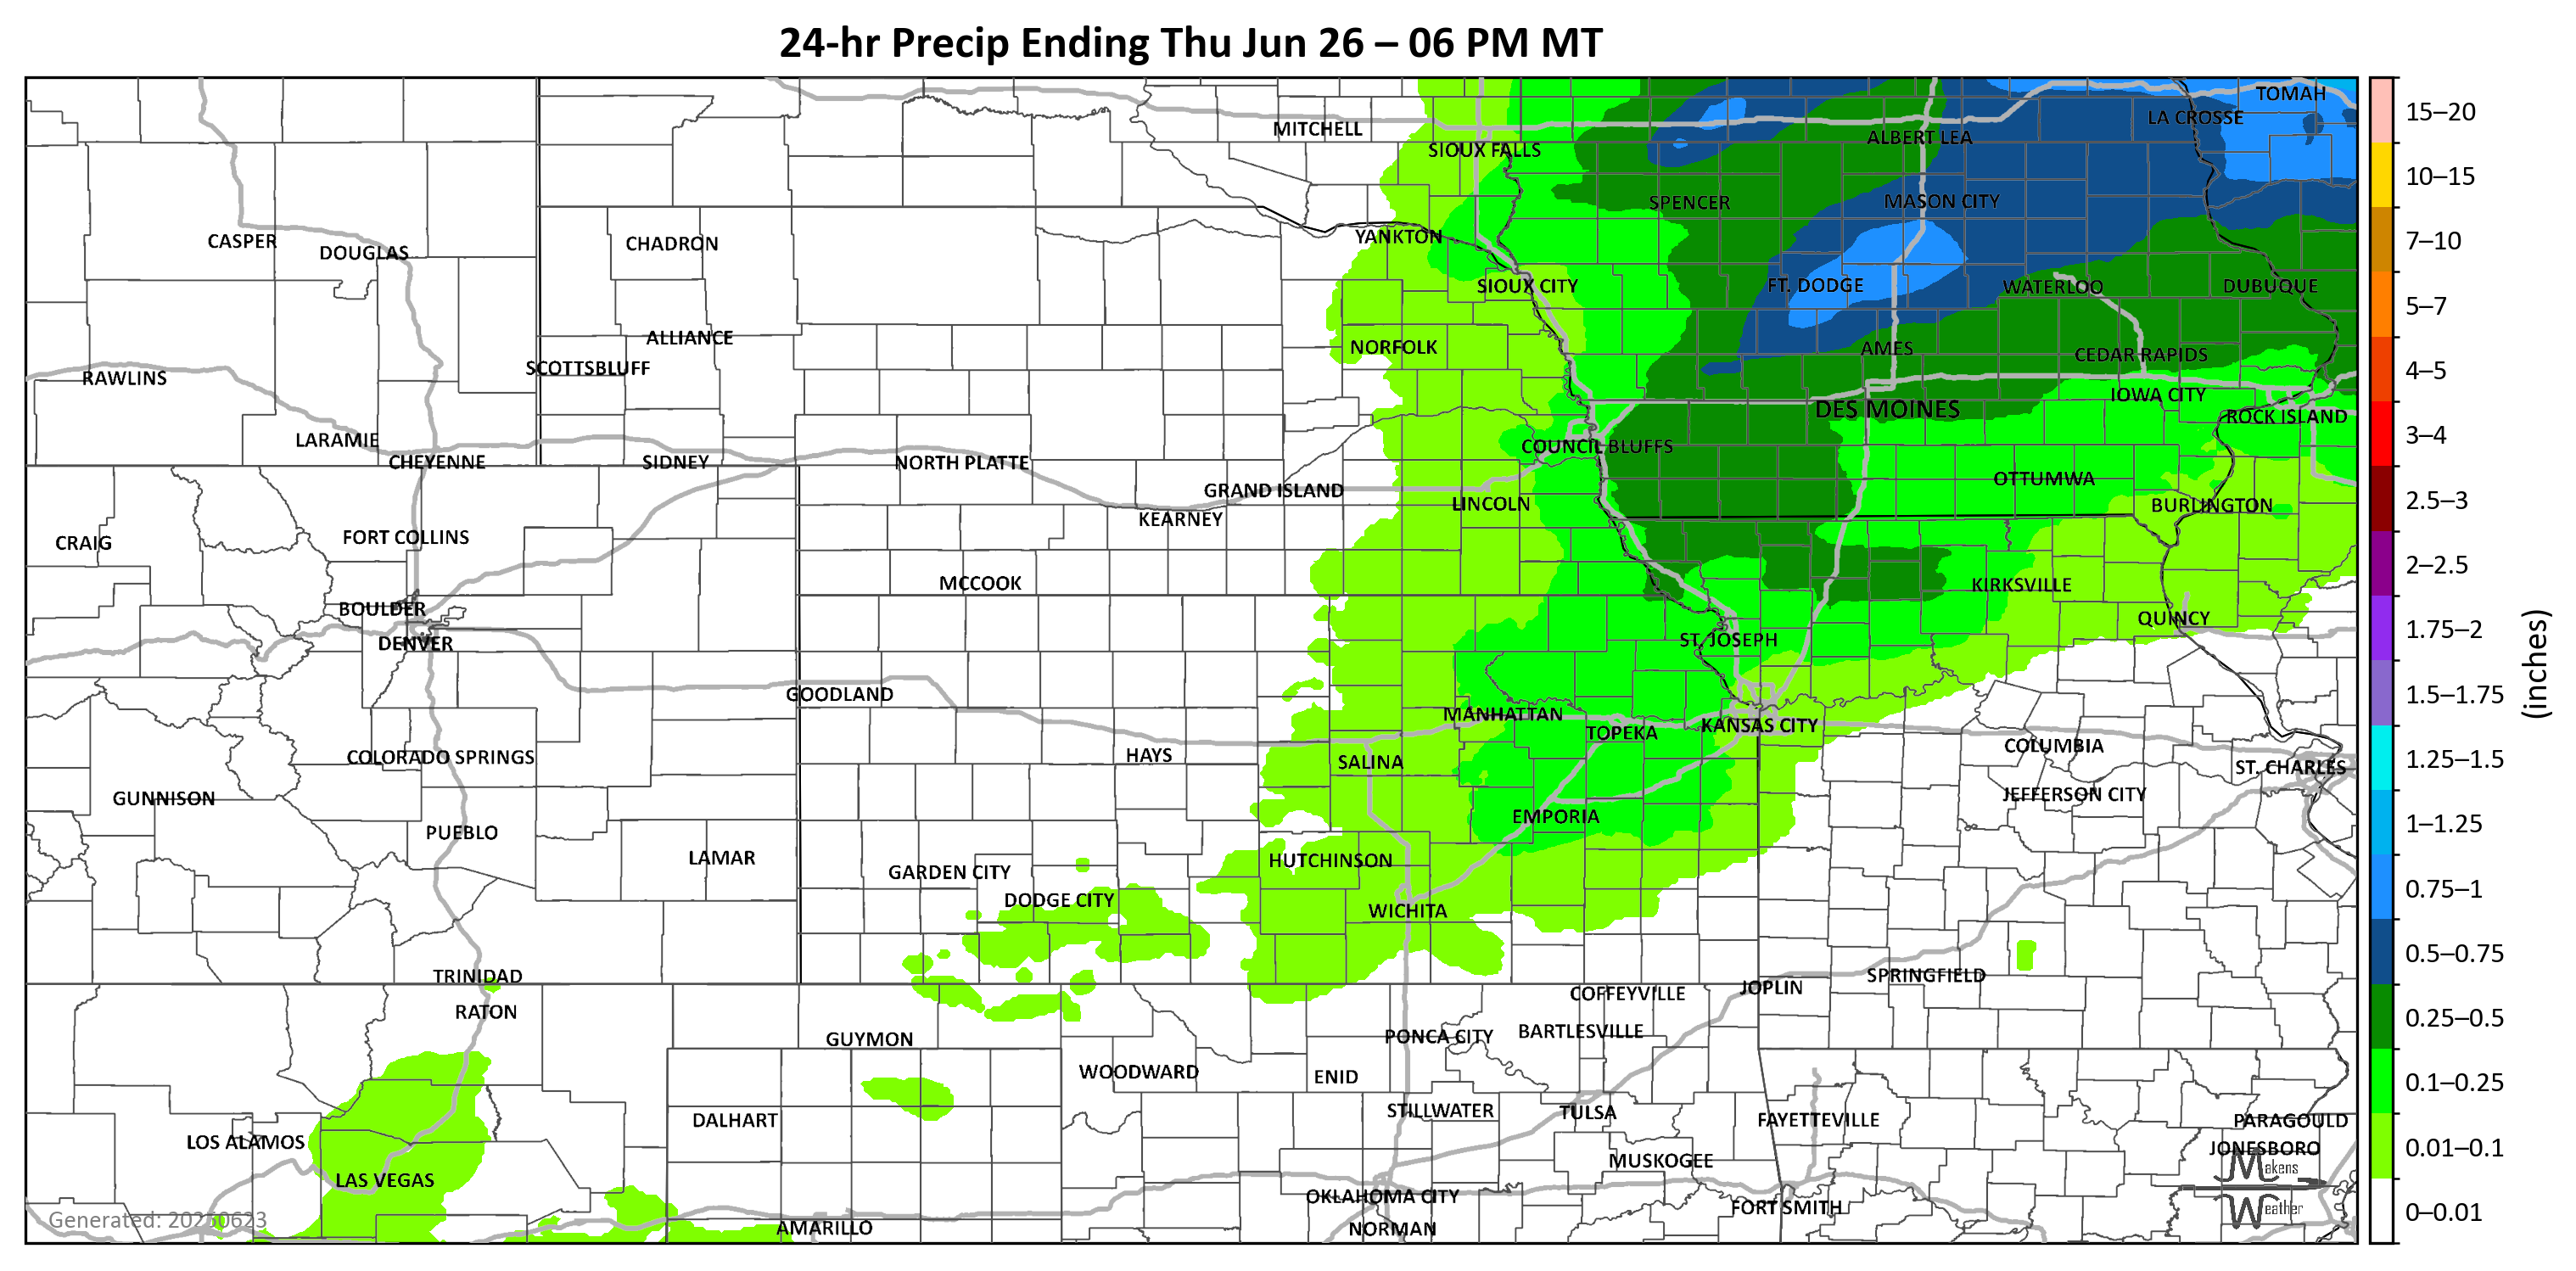 24-hr Precip Ending Thu Jun 26 – 06 PM MT
TOMAH
LA CROSSE
MITCHELL
ALBERT LEA
SIOUX FALLS
SPENCER
MASON CITY
YANKTON
CASPER
CHADRON
DOUGLAS
SIOUX CITY
FT. DODGE
WATERLOO
DUBUQUE
ALLIANCE
NORFOLK
AMES
CEDAR RAPIDS
SCOTTSBLUFF
RAWLINS
IOWA CITY
DES MOINES
ROCK ISLAND
LARAMIE
COUNCIL BLUFFS
CHEYENNE
SIDNEY
NORTH PLATTE
OTTUMWA
GRAND ISLAND
LINCOLN
BURLINGTON
KEARNEY
FORT COLLINS
CRAIG
MCCOOK
KIRKSVILLE
BOULDER
QUINCY
DENVER
ST. JOSEPH
GOODLAND
MANHATTAN
KANSAS CITY
TOPEKA
COLUMBIA
COLORADO SPRINGS
HAYS
SALINA
ST. CHARLES
GUNNISON
JEFFERSON CITY
EMPORIA
PUEBLO
LAMAR
HUTCHINSON
GARDEN CITY
DODGE CITY
WICHITA
TRINIDAD
SPRINGFIELD
JOPLIN
COFFEYVILLE
RATON
BARTLESVILLE
PONCA CITY
GUYMON
WOODWARD
ENID
STILLWATER
TULSA
DALHART
FAYETTEVILLE
PARAGOULD
LOS ALAMOS
JONESBORO
MUSKOGEE
LAS VEGAS
OKLAHOMA CITY
FORT SMITH
AMARILLO
NORMAN
Generated: 20250623
Makens
Weather
15–20
10–15
7–10
5–7
4–5
3–4
2.5–3
2–2.5
1.75–2
1.5–1.75
1.25–1.5
1–1.25
0.75–1
0.5–0.75
0.25–0.5
0.1–0.25
0.01–0.1
0–0.01
(inches)